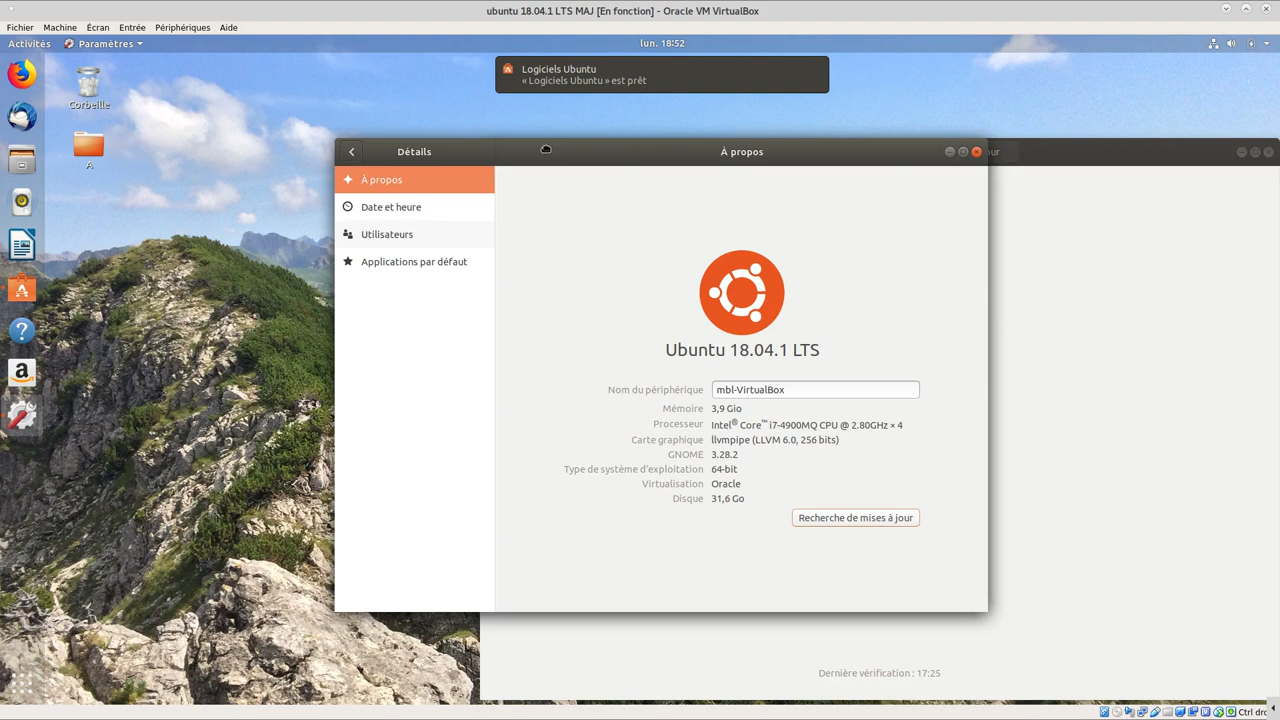 ubuntu 18.04.1 LTS MAJ [En fonction] - Oracle VM VirtualBox
Fichier Machine Écran Entrée Périphériques Aide
Activités Paramètres lun. 18:52
Logiciels Ubuntu
« Logiciels Ubuntu » est prêt
Corbeille
A
Détails À propos
À propos
Date et heure
Utilisateurs
Applications par défaut
Ubuntu 18.04.1 LTS
Nom du périphérique mbl-VirtualBox
Mémoire 3,9 Gio
Processeur Intel® Core™ i7-4900MQ CPU @ 2.80GHz × 4
Carte graphique llvmpipe (LLVM 6.0, 256 bits)
GNOME 3.28.2
Type de système d'exploitation 64-bit
Virtualisation Oracle
Disque 31,6 Go
Recherche de mises à jour
Dernière vérification : 17:25